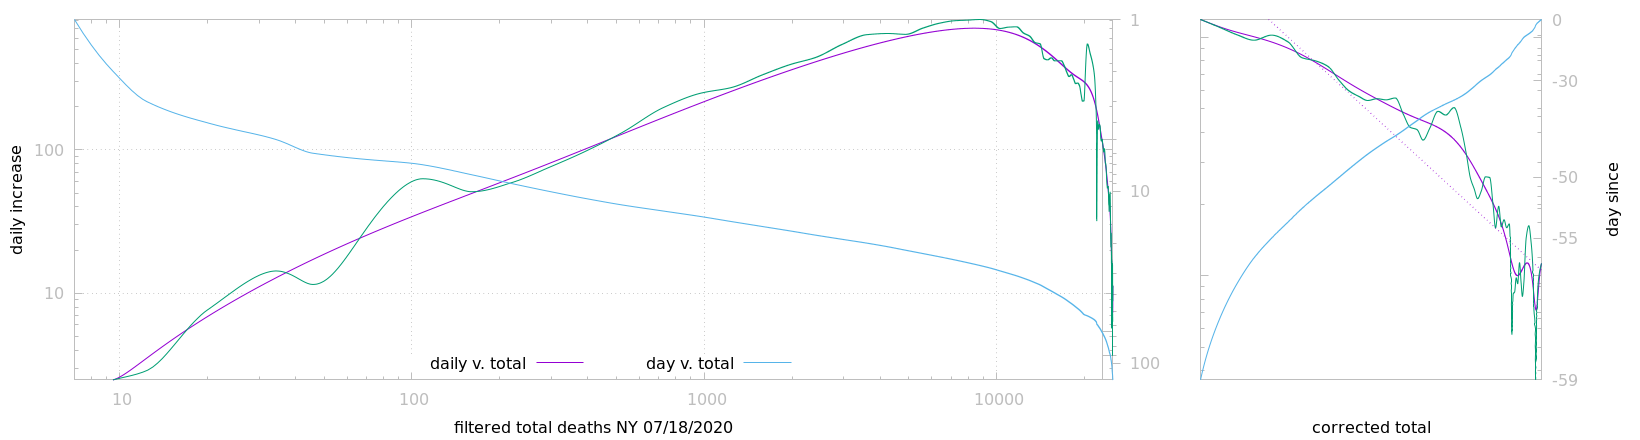 daily increase
100
10
1
10
100
10
100
1000
10000
daily v. total
day v. total
filtered total deaths NY 07/18/2020
0
-30
-50
-55
-59
day since
corrected total